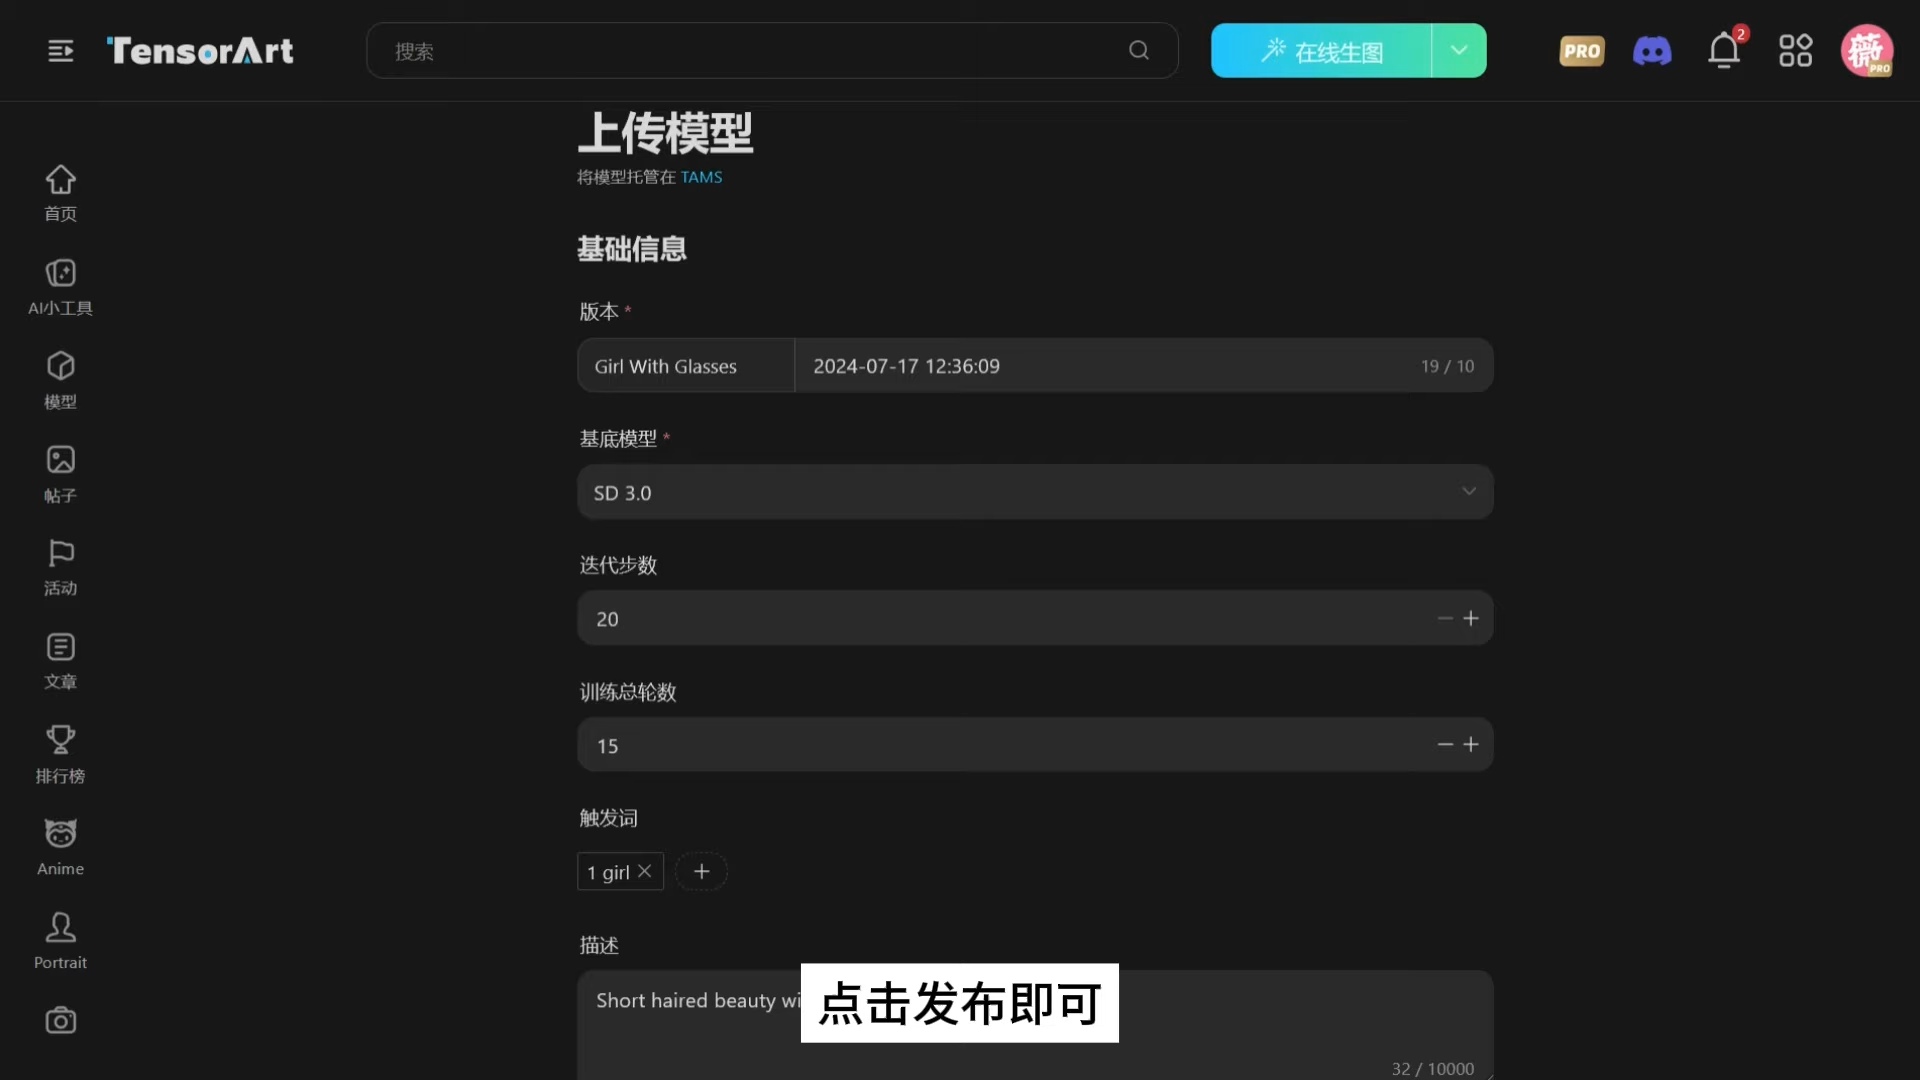 TensorArt
搜索
在线生图
PRO
2
薇
PRO
首页
AI小工具
模型
帖子
活动
文章
排行榜
Anime
Portrait
上传模型
将模型托管在 TAMS
基础信息
版本 *
Girl With Glasses
2024-07-17 12:36:09
19 / 10
基底模型 *
SD 3.0
迭代步数
20
训练总轮数
15
触发词
1 girl
描述
Short haired beauty wi
点击发布即可
32 / 10000